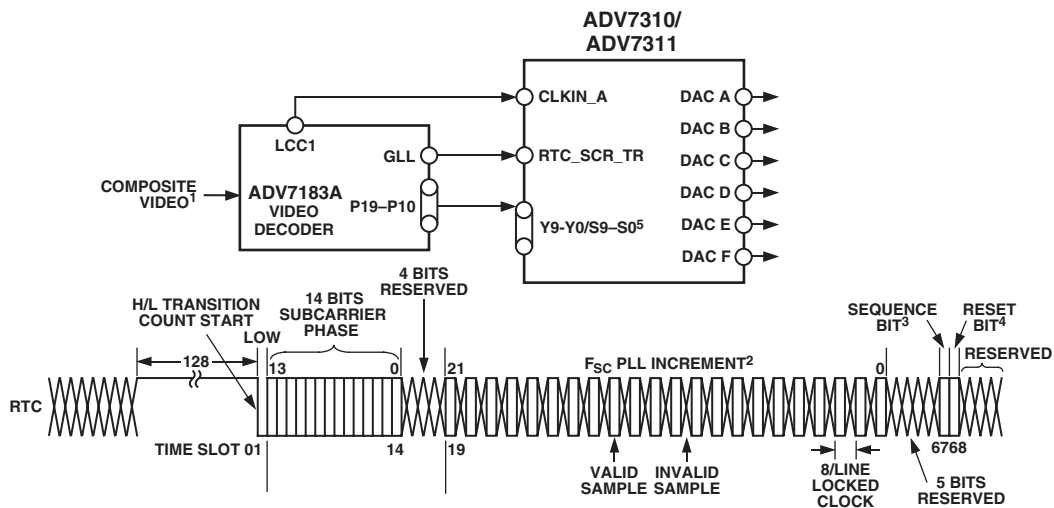 ADV7310/
ADV7311
CLKIN_A
DAC A
DAC B
LCC1
GLL
RTC_SCR_TR
DAC C
COMPOSITE
VIDEO1
ADV7183A
VIDEO
DECODER
P19–P10
DAC D
Y9-Y0/S9–S05
DAC E
DAC F
4 BITS
RESERVED
H/L TRANSITION
COUNT START
14 BITS
SUBCARRIER
PHASE
SEQUENCE
BIT3
RESET
BIT4
LOW
128
13
0
21
FSC PLL INCREMENT2
0
RESERVED
RTC
TIME SLOT 01
14
19
VALID
SAMPLE
INVALID
SAMPLE
8/LINE
LOCKED
CLOCK
6768
5 BITS
RESERVED